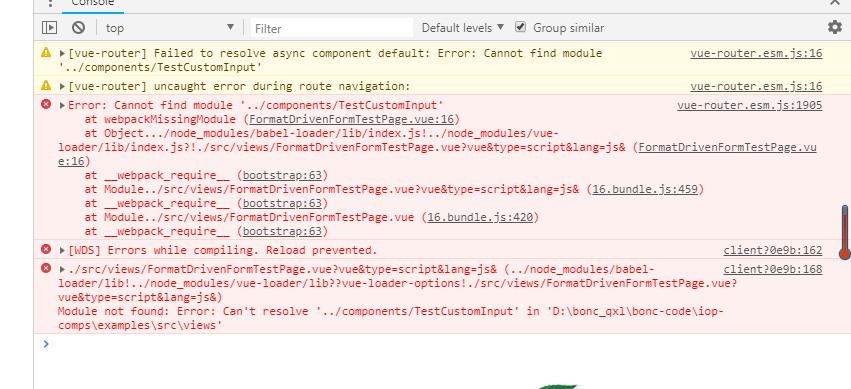 Console
top
Filter
Default levels
Group similar
[vue-router] Failed to resolve async component default: Error: Cannot find module vue-router.esm.js:16
'../components/TestCustomInput'
[vue-router] uncaught error during route navigation: vue-router.esm.js:16
Error: Cannot find module '../components/TestCustomInput' vue-router.esm.js:1905
at webpackMissingModule (FormatDrivenFormTestPage.vue:16)
at Object.../node_modules/babel-loader/lib/index.js!../node_modules/vue-
loader/lib/index.js?!./src/views/FormatDrivenFormTestPage.vue?vue&type=script&lang=js& (FormatDrivenFormTestPage.vu
e:16)
at __webpack_require__ (bootstrap:63)
at Module../src/views/FormatDrivenFormTestPage.vue?vue&type=script&lang=js& (16.bundle.js:459)
at __webpack_require__ (bootstrap:63)
at Module../src/views/FormatDrivenFormTestPage.vue (16.bundle.js:420)
at __webpack_require__ (bootstrap:63)
[WDS] Errors while compiling. Reload prevented. client?0e9b:162
./src/views/FormatDrivenFormTestPage.vue?vue&type=script&lang=js& (../node_modules/babel- client?0e9b:168
loader/lib!../node_modules/vue-loader/lib??vue-loader-options!./src/views/FormatDrivenFormTestPage.vue?
vue&type=script&lang=js&)
Module not found: Error: Can't resolve '../components/TestCustomInput' in 'D:\bonc_qxl\bonc-code\iop-
comps\examples\src\views'